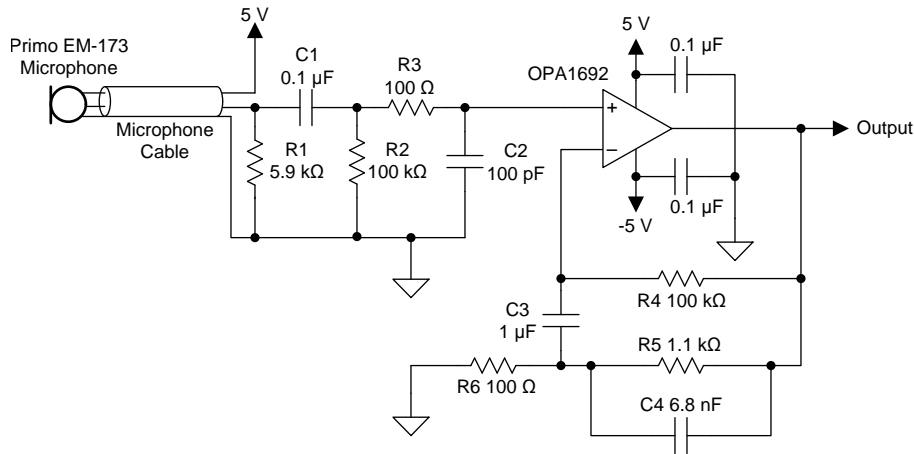 Primo EM-173
Microphone
5 V
Microphone
Cable
C1
0.1 µF
R3
100 Ω
R1
5.9 kΩ
R2
100 kΩ
C2
100 pF
OPA1692
5 V
0.1 µF
+
−
-5 V
0.1 µF
Output
R4 100 kΩ
C3
1 µF
R5 1.1 kΩ
R6 100 Ω
C4 6.8 nF